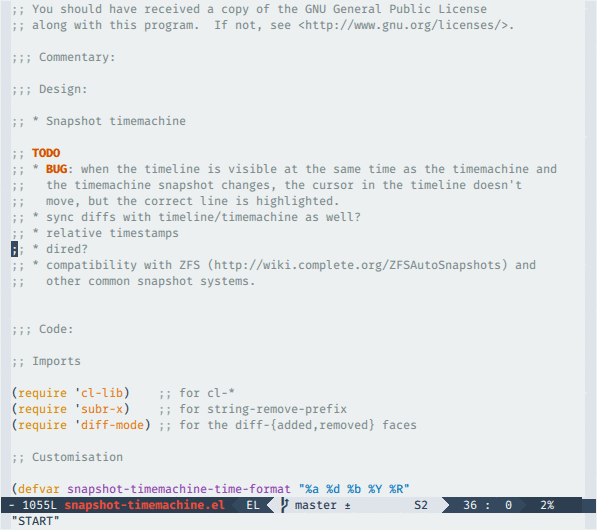 ;; You should have received a copy of the GNU General Public License
;; along with this program.  If not, see <http://www.gnu.org/licenses/>.

;;; Commentary:

;;; Design:

;; * Snapshot timemachine

;; TODO
;; * BUG: when the timeline is visible at the same time as the timemachine and
;;   the timemachine snapshot changes, the cursor in the timeline doesn't
;;   move, but the correct line is highlighted.
;; * sync diffs with timeline/timemachine as well?
;; * relative timestamps
;; * dired?
;; * compatibility with ZFS (http://wiki.complete.org/ZFSAutoSnapshots) and
;;   other common snapshot systems.

;;; Code:

;; Imports

(require 'cl-lib)    ;; for cl-*
(require 'subr-x)    ;; for string-remove-prefix
(require 'diff-mode) ;; for the diff-{added,removed} faces

;; Customisation

(defvar snapshot-timemachine-time-format "%a %d %b %Y %R"
- 1055L snapshot-timemachine.el  EL  master ±  S2  36 :  0  2%
"START"